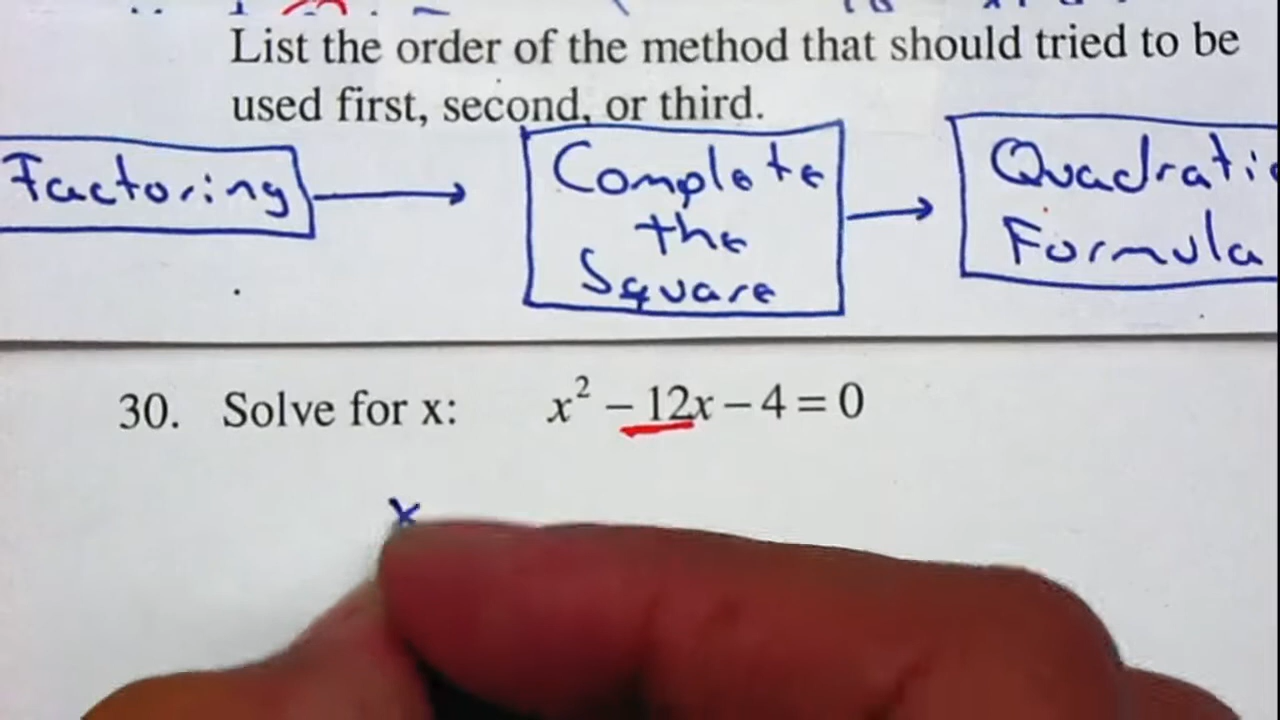 List the order of the method that should tried to be
used first, second, or third.
Factoring
Complete
the
Square
Quadrati
Formula
30. Solve for x: x² – 12x – 4 = 0
x